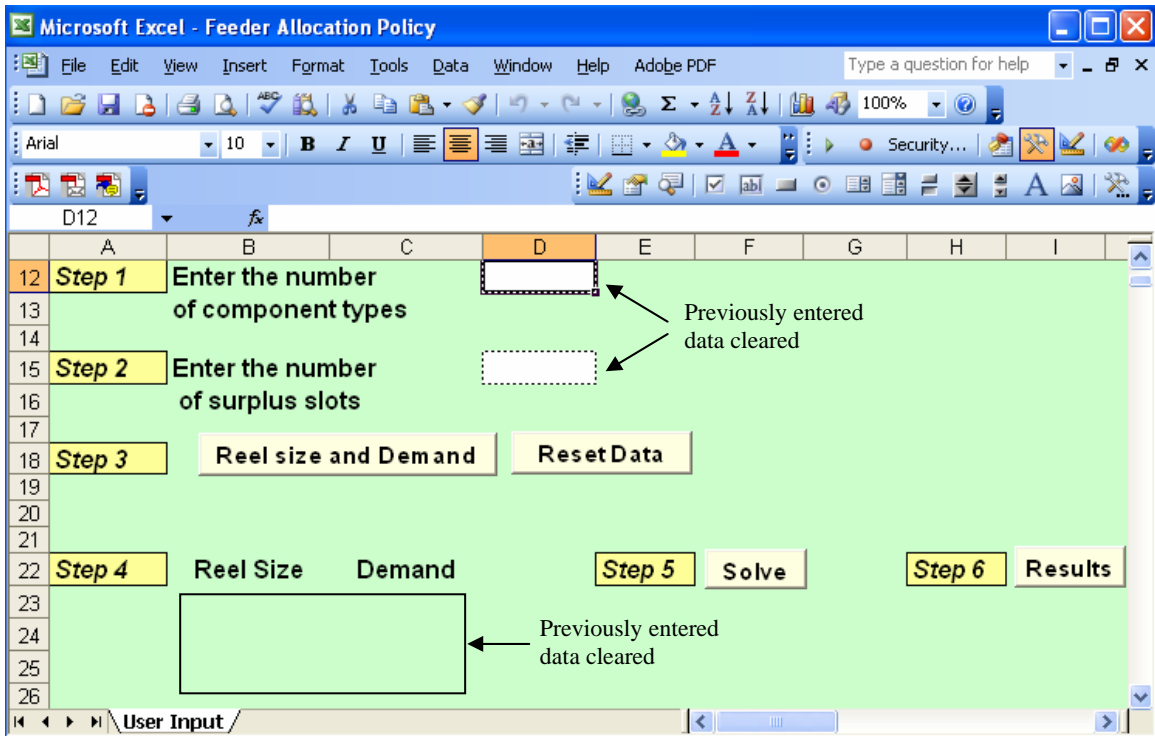 Microsoft Excel - Feeder Allocation Policy
File Edit View Insert Format Tools Data Window Help Adobe PDF Type a question for help
ABC Σ A Z Z A 100%
Arial 10 B I U a A Security...
ab A
D12 fx
A B C D E F G H I
12 Step 1 Enter the number
13 of component types
Previously entered
data cleared
14
15 Step 2 Enter the number
16 of surplus slots
17
18 Step 3 Reel size and Demand Reset Data
19
20
21
22 Step 4 Reel Size Demand Step 5 Solve Step 6 Results
23
24 Previously entered
25 data cleared
26
User Input